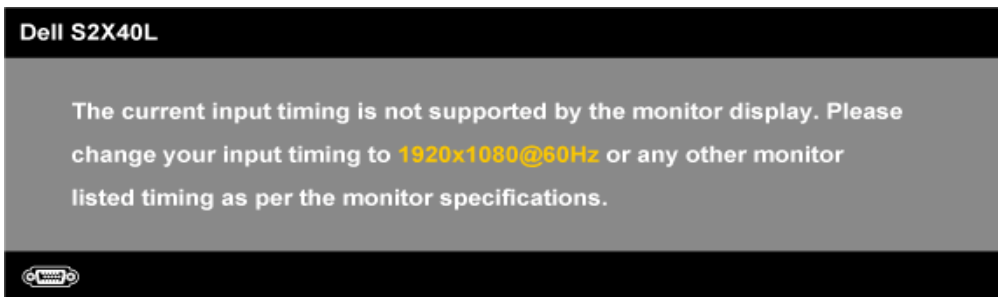 Dell S2X40L
The current input timing is not supported by the monitor display. Please
change your input timing to 1920x1080@60Hz or any other monitor
listed timing as per the monitor specifications.